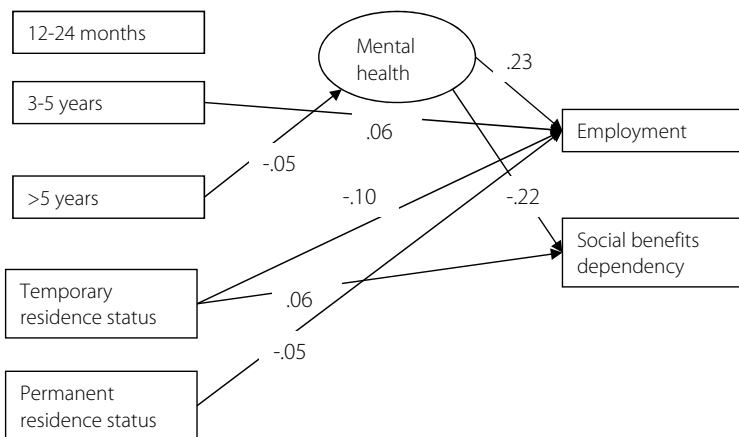 12-24 months
Mental
health
.23
3-5 years
Employment
.06
-.05
>5 years
-.10
-.22
Social benefits
dependency
Temporary
residence status
.06
-.05
Permanent
residence status